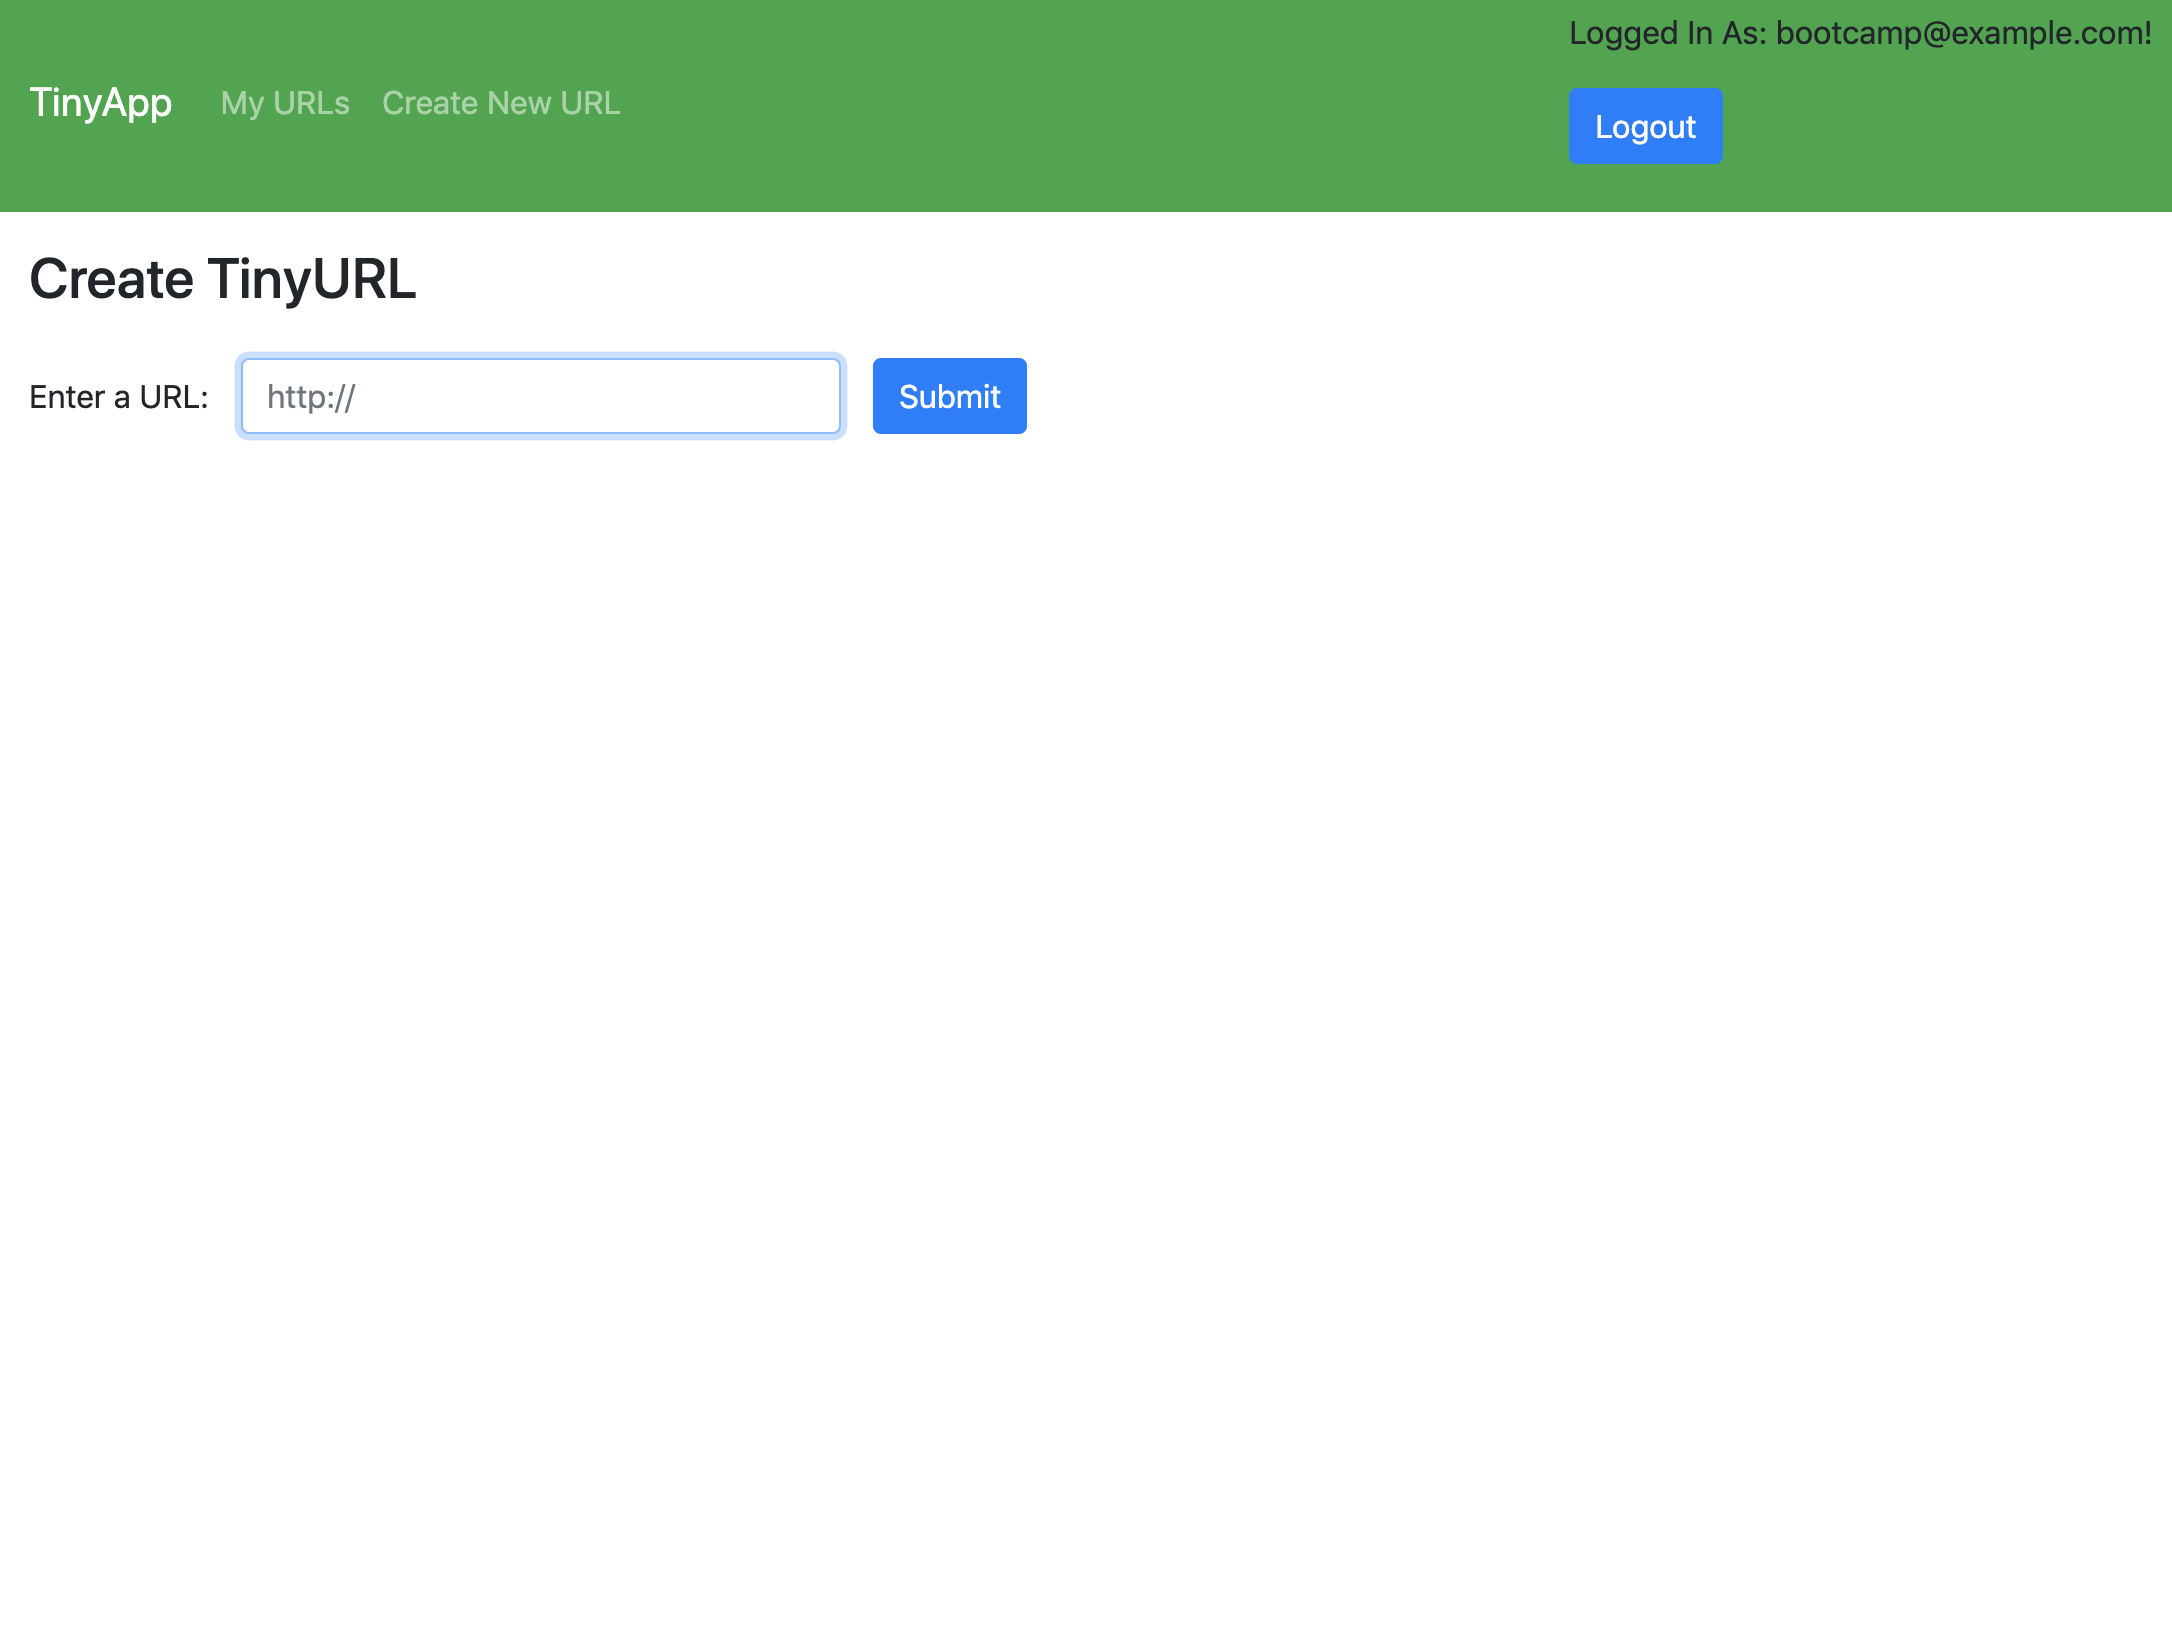 Logged In As: bootcamp@example.com!
TinyApp My URLs Create New URL
Logout
Create TinyURL
Enter a URL: http:// Submit